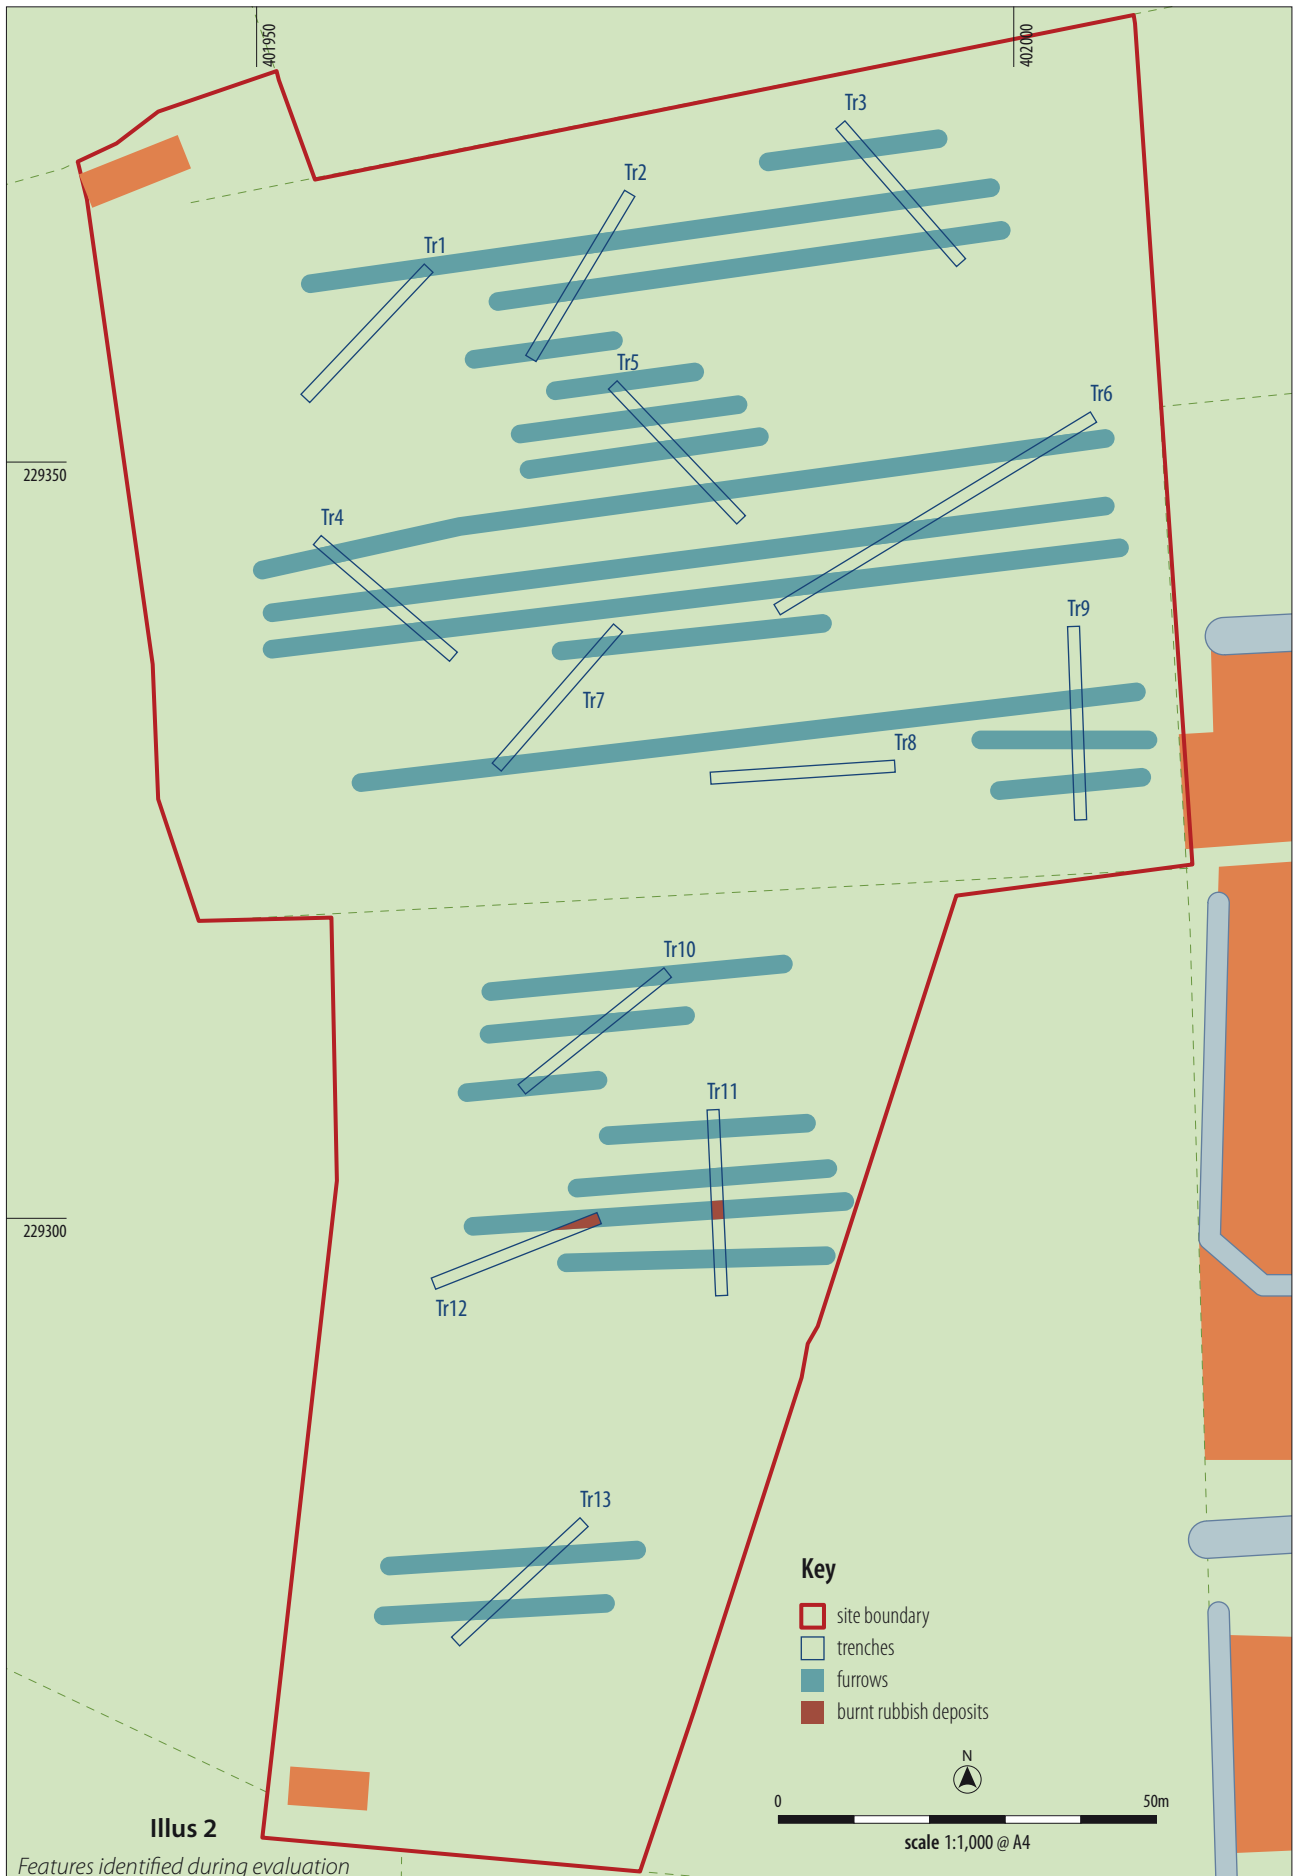 401950
402000
Tr3
Tr2
Tr1
Tr5
Tr6
229350
Tr4
Tr9
Tr7
Tr8
Tr10
Tr11
229300
Tr12
Tr13
Key
site boundary
trenches
furrows
burnt rubbish deposits
N
0 50m
scale 1:1,000 @ A4
Illus 2
Features identified during evaluation